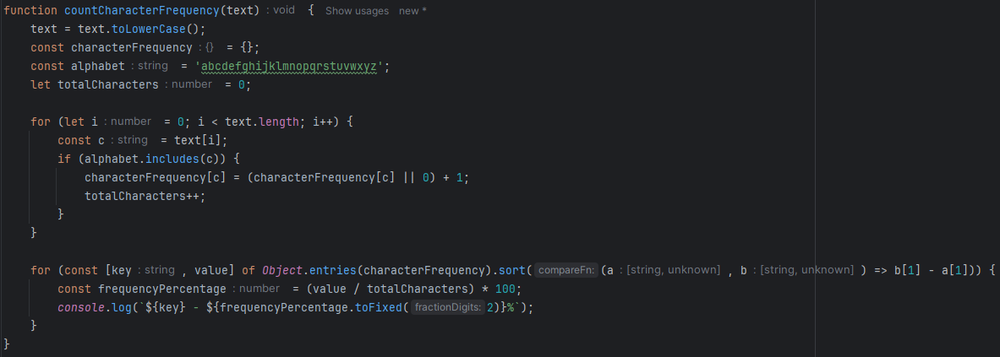 function countCharacterFrequency(text) : void { Show usages new *
text = text.toLowerCase();
const characterFrequency : {} = {};
const alphabet : string = 'abcdefghijklmnopqrstuvwxyz';
let totalCharacters : number = 0;
for (let i : number = 0; i < text.length; i++) {
const c : string = text[i];
if (alphabet.includes(c)) {
characterFrequency[c] = (characterFrequency[c] || 0) + 1;
totalCharacters++;
}
}
for (const [key : string , value] of Object.entries(characterFrequency).sort( compareFn: (a : [string, unknown] , b : [string, unknown] ) => b[1] - a[1])) {
const frequencyPercentage : number = (value / totalCharacters) * 100;
console.log(`${key} - ${frequencyPercentage.toFixed( fractionDigits: 2)}%`);
}
}